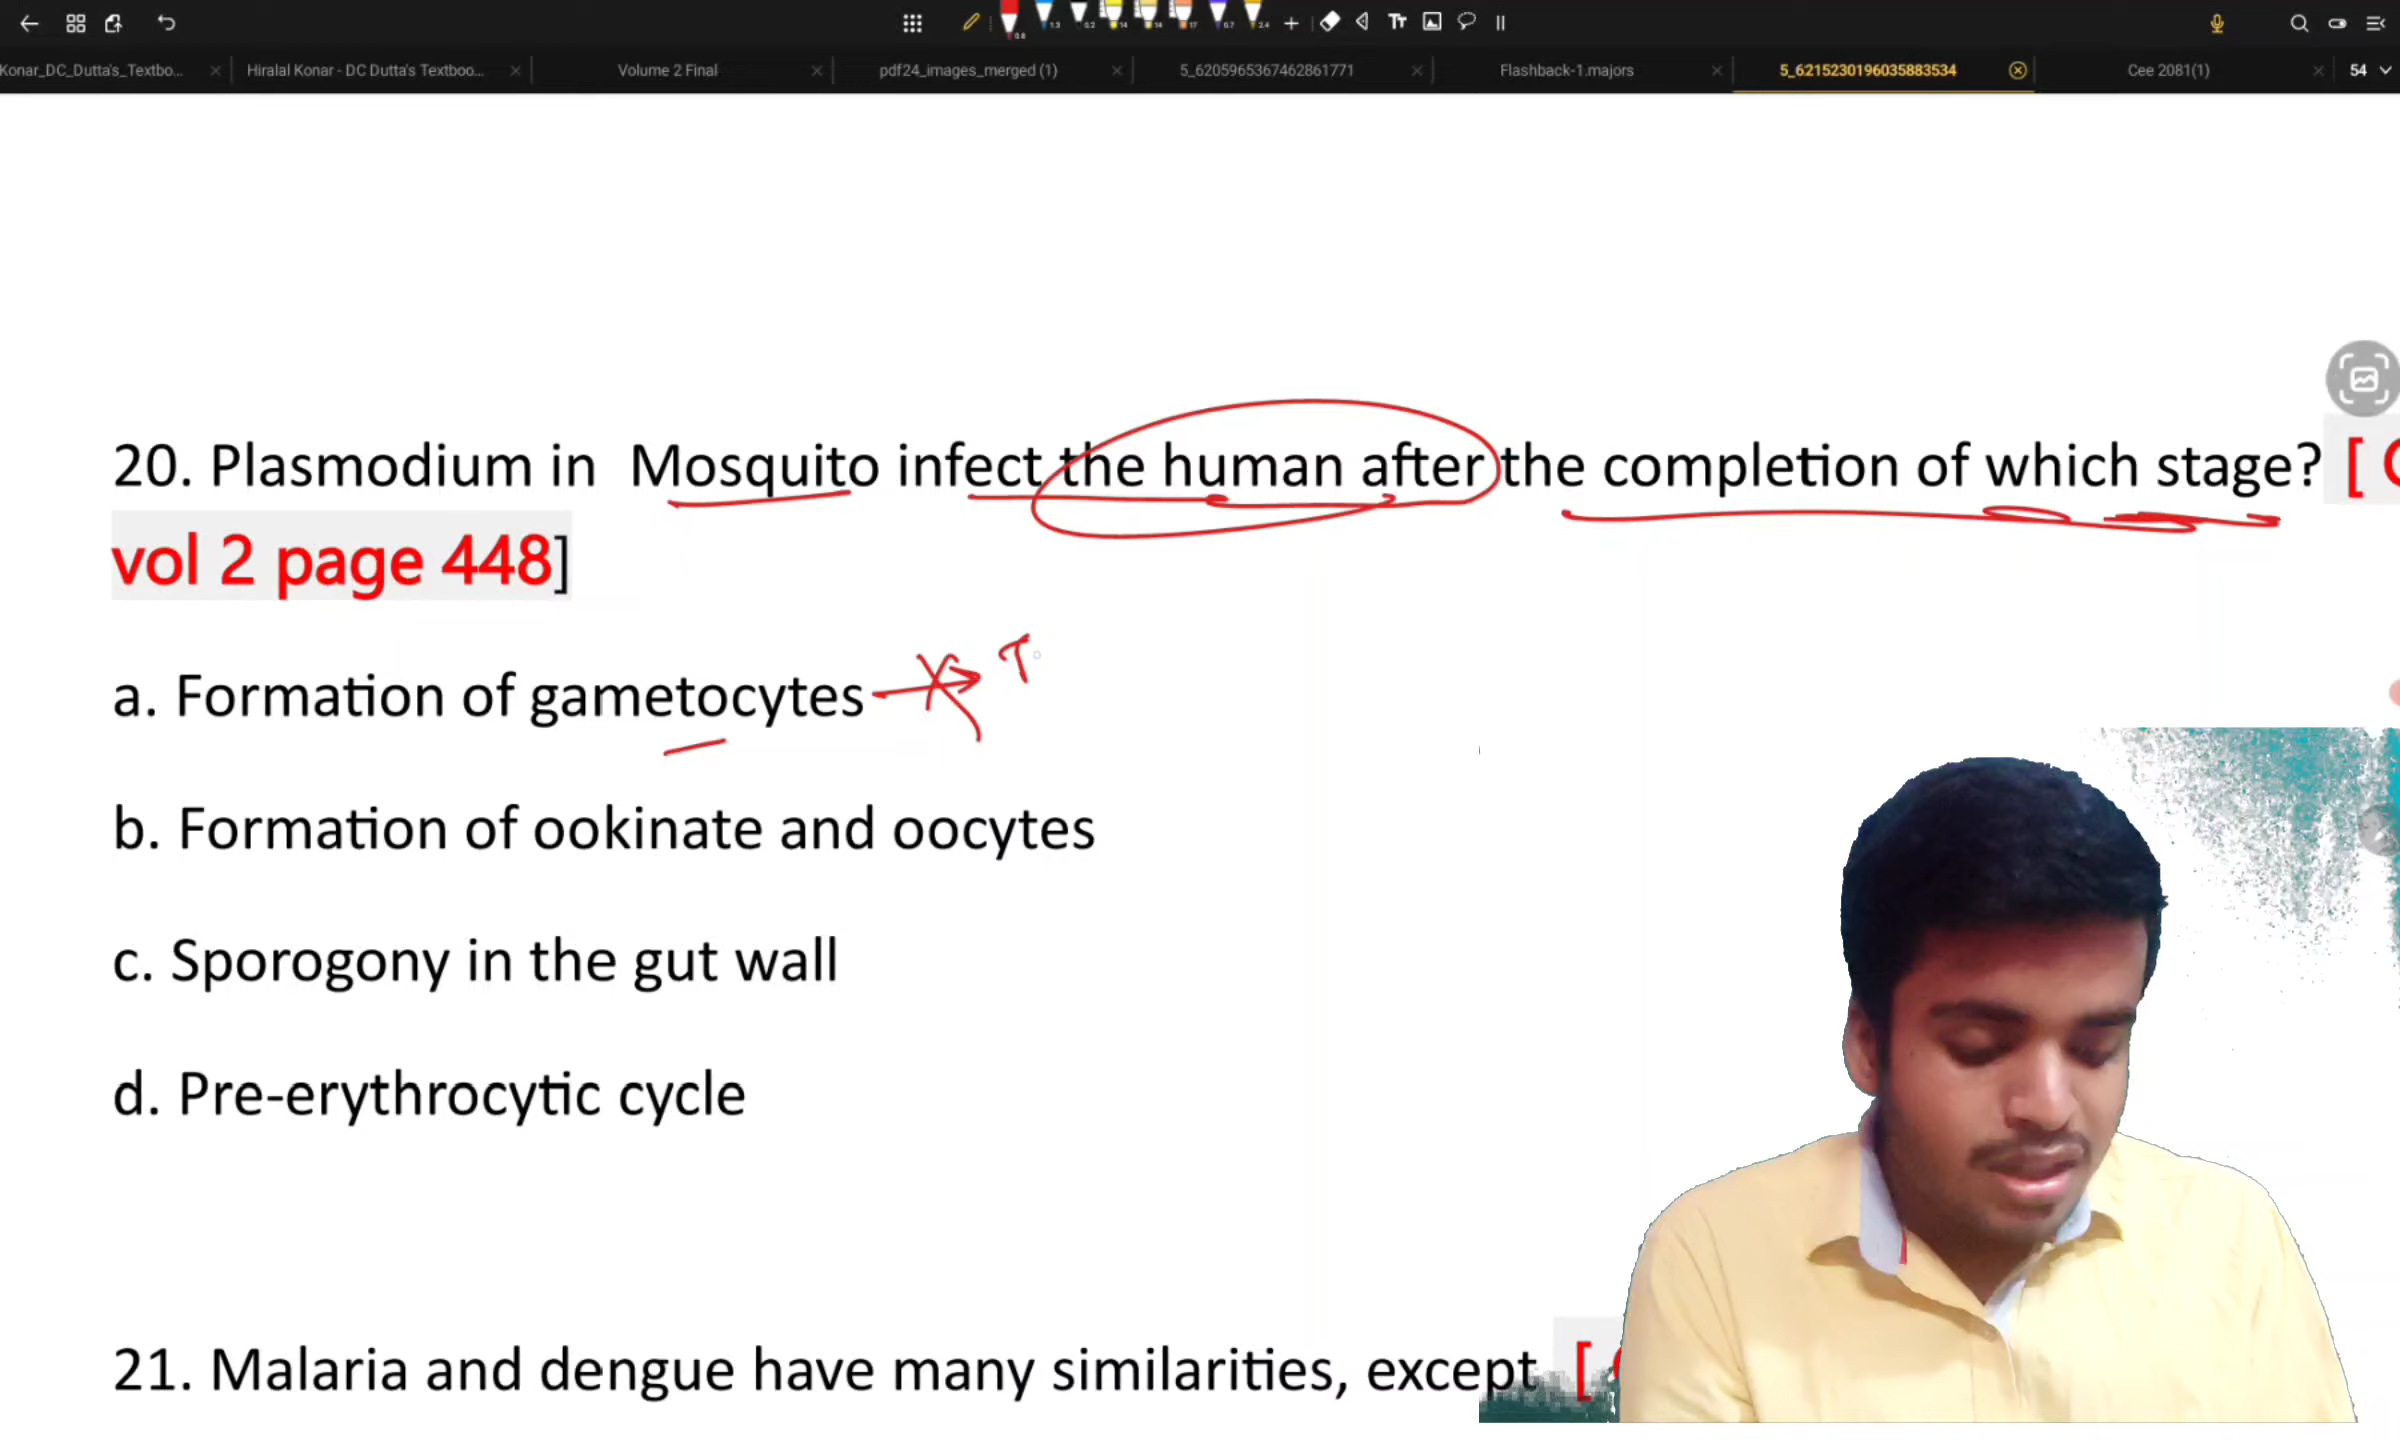 Konar_DC_Dutta's_Textbo...
Hiralal Konar - DC Dutta's Textboo...
Volume 2 Final
pdf24_images_merged (1)
5_6205965367462861771
Flashback-1.majors
5_6215230196035883534
Cee 2081(1)
54
20. Plasmodium in Mosquito infect the human after the completion of which stage? [
vol 2 page 448]
a. Formation of gametocytes
b. Formation of ookinate and oocytes
c. Sporogony in the gut wall
d. Pre-erythrocytic cycle
21. Malaria and dengue have many similarities, except [